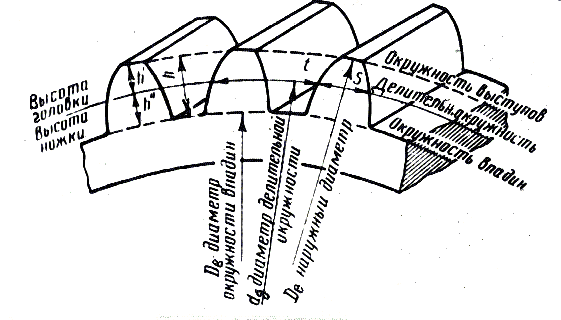 Высота
головки
Высота
ножки
h'
h"
h
t
S
Окружность выступов
Делительн. окружность
Окружность впадин
Dв диаметр
окружности впадин
dд диаметр делительной
окружности
De наружный диаметр